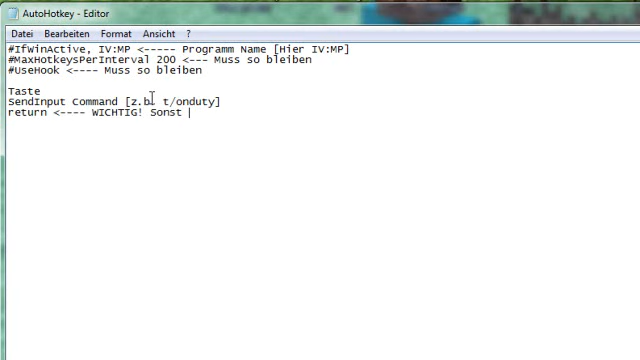 AutoHotkey - Editor
Datei Bearbeiten Format Ansicht ?
#IfWinActive, IV:MP <----- Programm Name [Hier IV:MP]
#MaxHotkeysPerInterval 200 <--- Muss so bleiben
#UseHook <---- Muss so bleiben
Taste
SendInput Command [z.b. t/onduty]
return <---- WICHTIG! Sonst